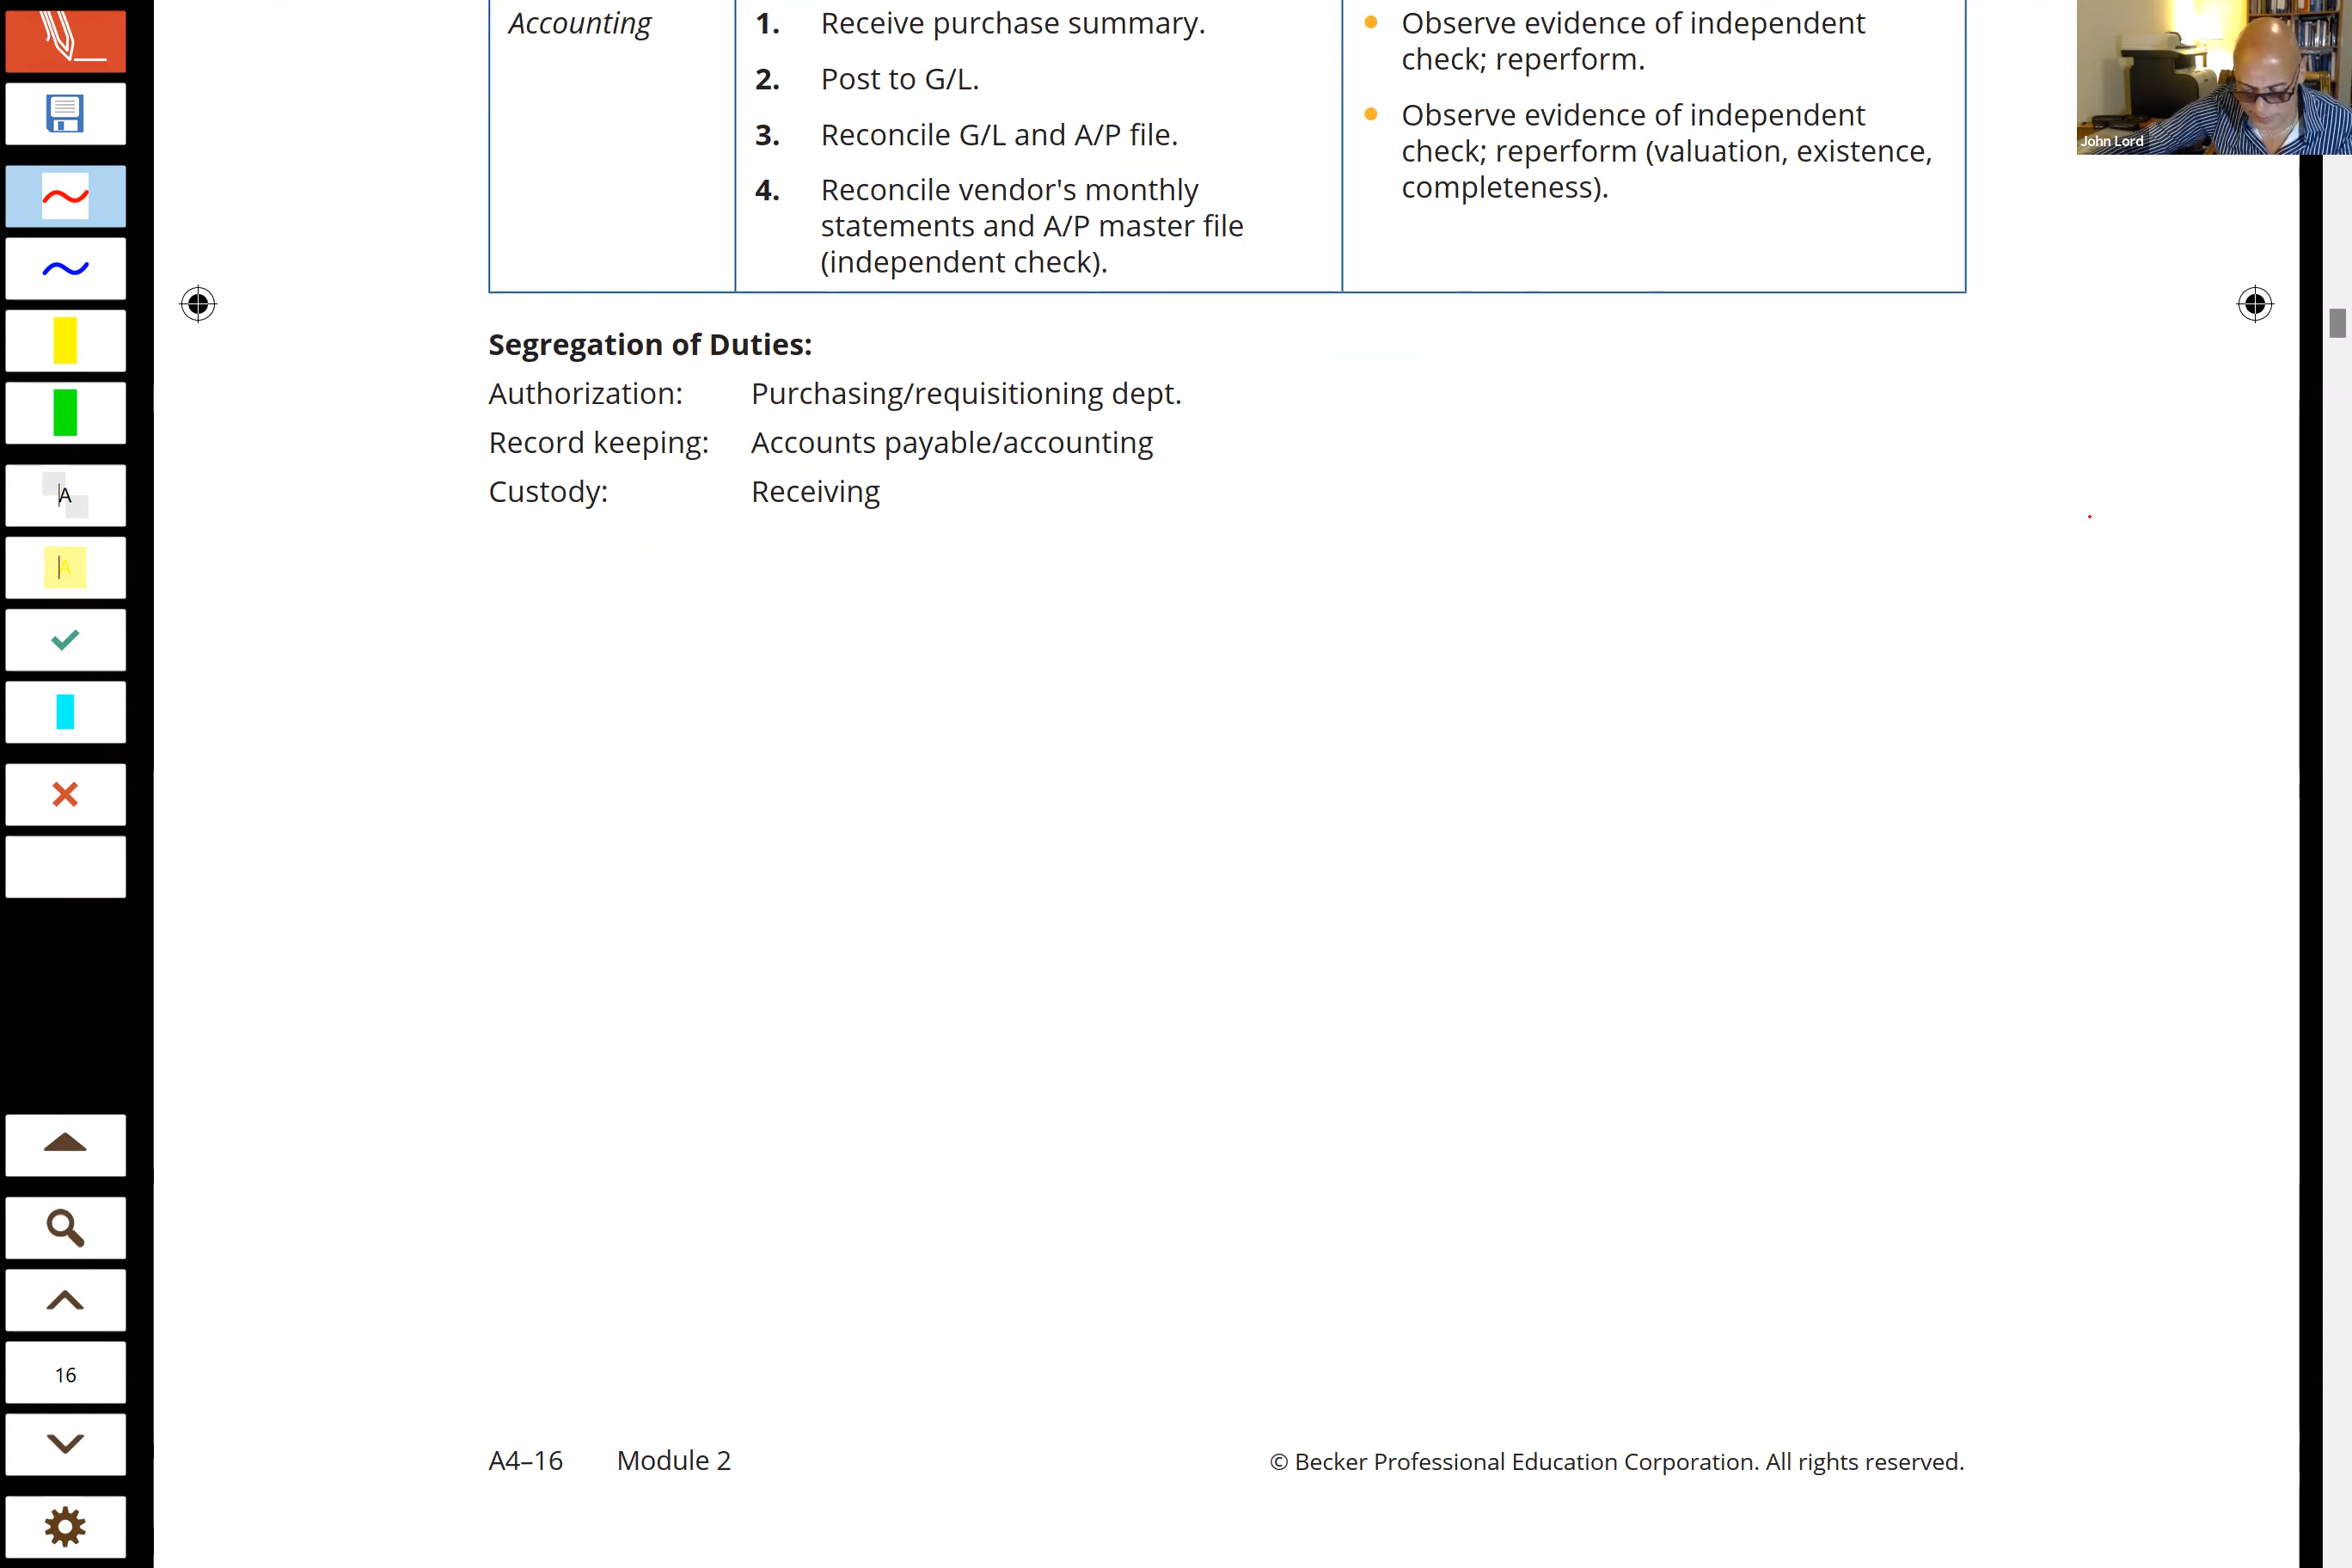 Accounting
1. Receive purchase summary.
2. Post to G/L.
3. Reconcile G/L and A/P file.
4. Reconcile vendor's monthly
statements and A/P master file
(independent check).
Observe evidence of independent
check; reperform.
Observe evidence of independent
check; reperform (valuation, existence,
completeness).
John Lord
Segregation of Duties:
Authorization: Purchasing/requisitioning dept.
Record keeping: Accounts payable/accounting
Custody: Receiving
A
A
16
A4–16 Module 2
© Becker Professional Education Corporation. All rights reserved.